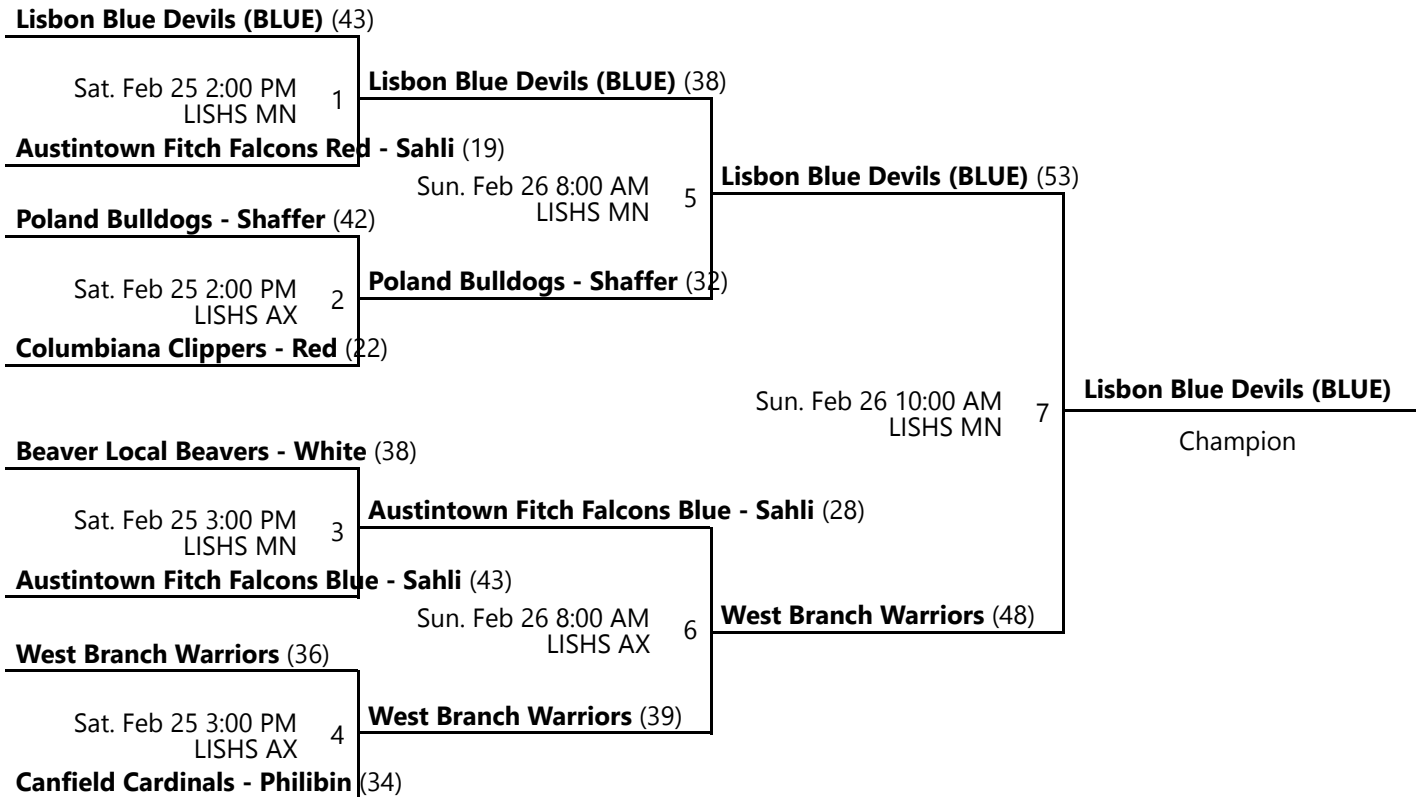 Lisbon Blue Devils (BLUE) (43)
Sat. Feb 25 2:00 PM
LISHS MN
1
Austintown Fitch Falcons Red - Sahli (19)
Lisbon Blue Devils (BLUE) (38)
Sun. Feb 26 8:00 AM
LISHS MN
5
Poland Bulldogs - Shaffer (42)
Sat. Feb 25 2:00 PM
LISHS AX
2
Columbiana Clippers - Red (22)
Poland Bulldogs - Shaffer (32)
Lisbon Blue Devils (BLUE) (53)
Sun. Feb 26 10:00 AM
LISHS MN
7
Lisbon Blue Devils (BLUE)
Champion
Beaver Local Beavers - White (38)
Sat. Feb 25 3:00 PM
LISHS MN
3
Austintown Fitch Falcons Blue - Sahli (43)
Austintown Fitch Falcons Blue - Sahli (28)
Sun. Feb 26 8:00 AM
LISHS AX
6
West Branch Warriors (48)
West Branch Warriors (36)
Sat. Feb 25 3:00 PM
LISHS AX
4
Canfield Cardinals - Philibin (34)
West Branch Warriors (39)